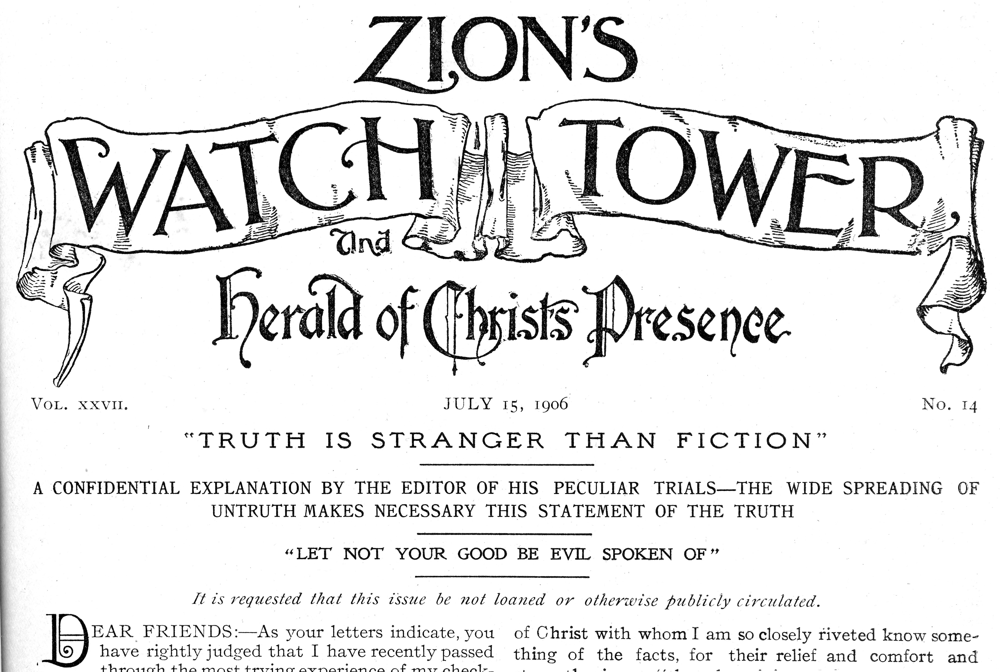 ZION'S
WATCH TOWER
And
Herald of Christ's Presence
VOL. XXVII. JULY 15, 1906 No. 14
"TRUTH IS STRANGER THAN FICTION"
A CONFIDENTIAL EXPLANATION BY THE EDITOR OF HIS PECULIAR TRIALS—THE WIDE SPREADING OF
UNTRUTH MAKES NECESSARY THIS STATEMENT OF THE TRUTH
"LET NOT YOUR GOOD BE EVIL SPOKEN OF"
It is requested that this issue be not loaned or otherwise publicly circulated.
DEAR FRIENDS:—As your letters indicate, you
have rightly judged that I have recently passed
through the most trying experience of my check-
of Christ with whom I am so closely riveted know some-
thing of the facts, for their relief and comfort and